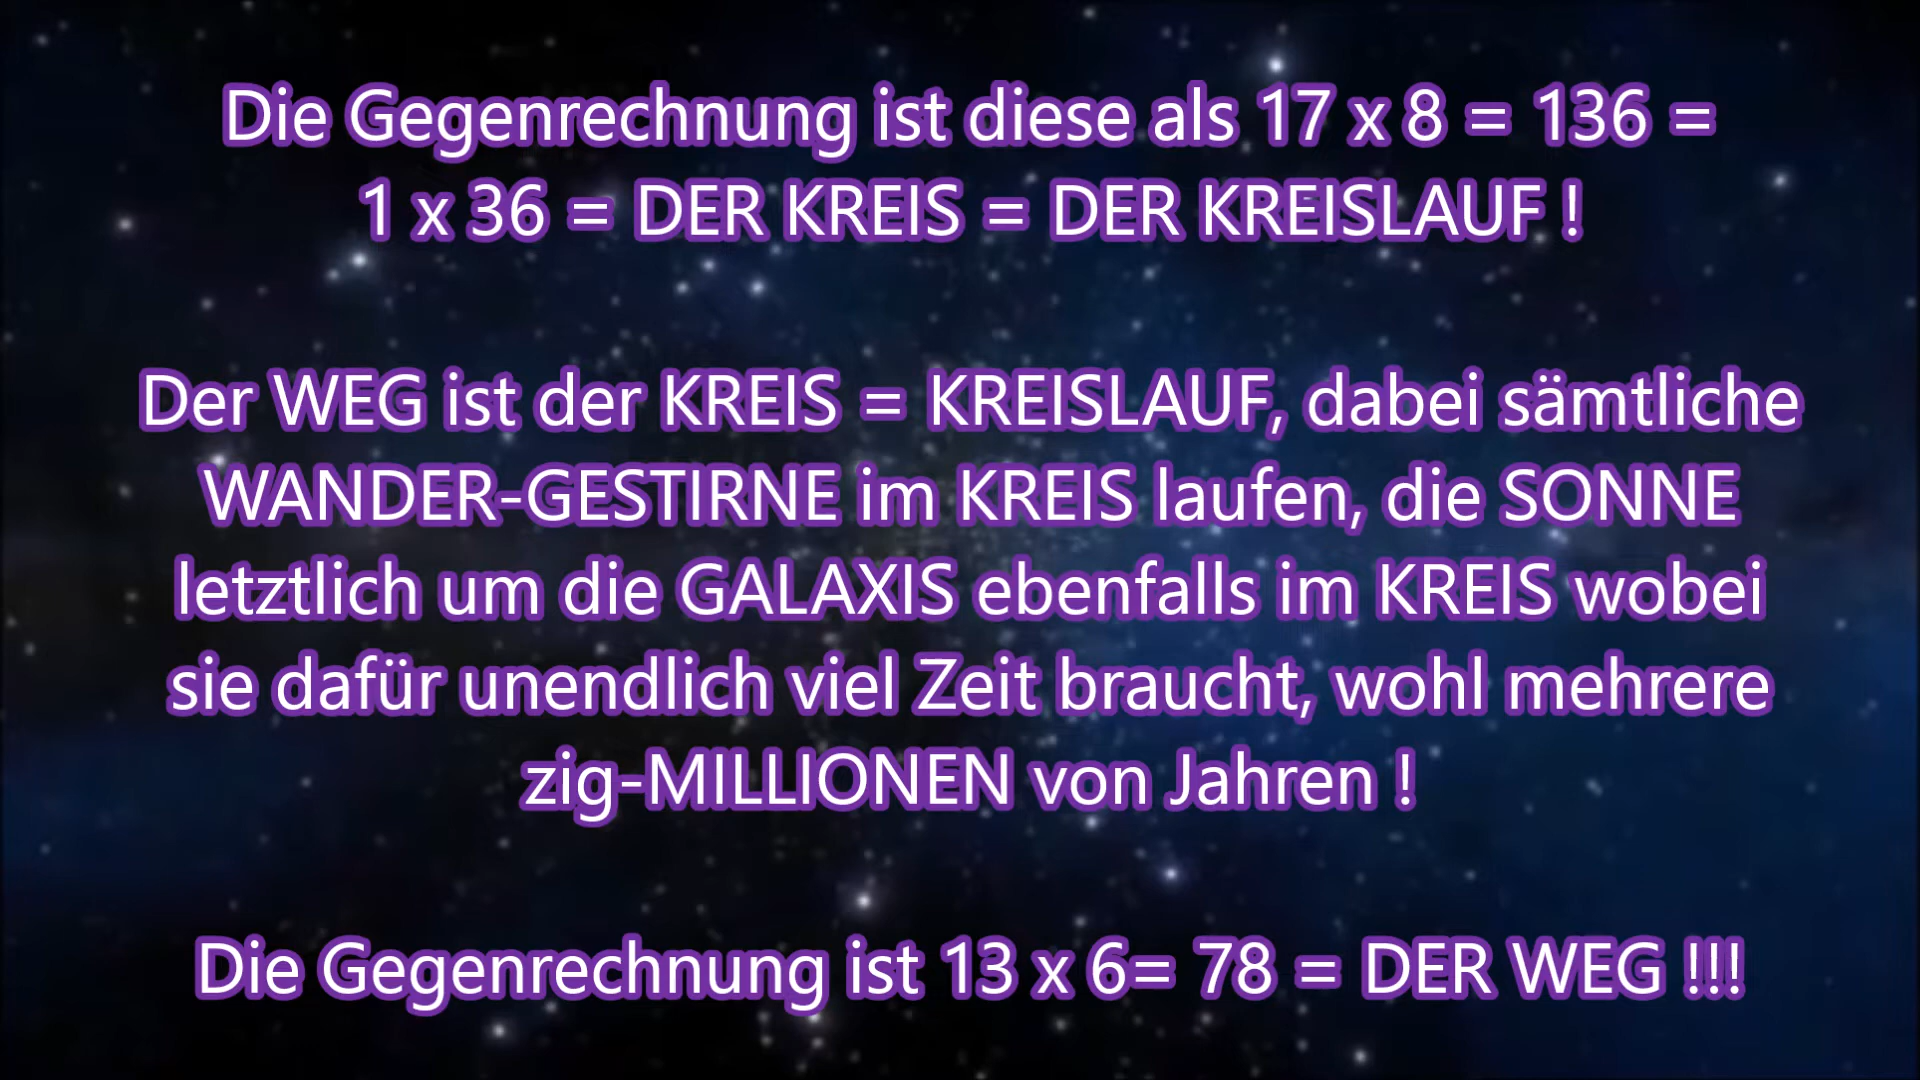 Die Gegenrechnung ist diese als 17 x 8 = 136 =
1 x 36 = DER KREIS = DER KREISLAUF !
Der WEG ist der KREIS = KREISLAUF, dabei sämtliche
WANDER-GESTIRNE im KREIS laufen, die SONNE
letztlich um die GALAXIS ebenfalls im KREIS wobei
sie dafür unendlich viel Zeit braucht, wohl mehrere
zig-MILLIONEN von Jahren !
Die Gegenrechnung ist 13 x 6= 78 = DER WEG !!!